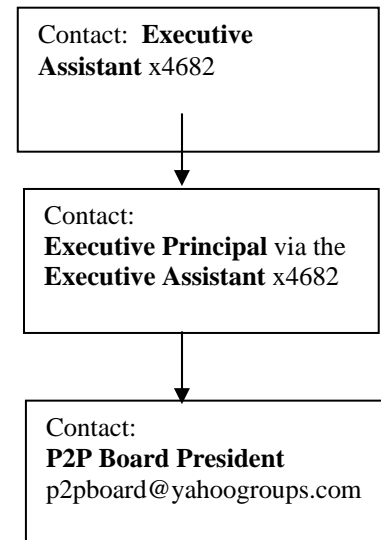 Contact: Executive
Assistant x4682
Contact:
Executive Principal via the
Executive Assistant x4682
Contact:
P2P Board President
p2pboard@yahoogroups.com